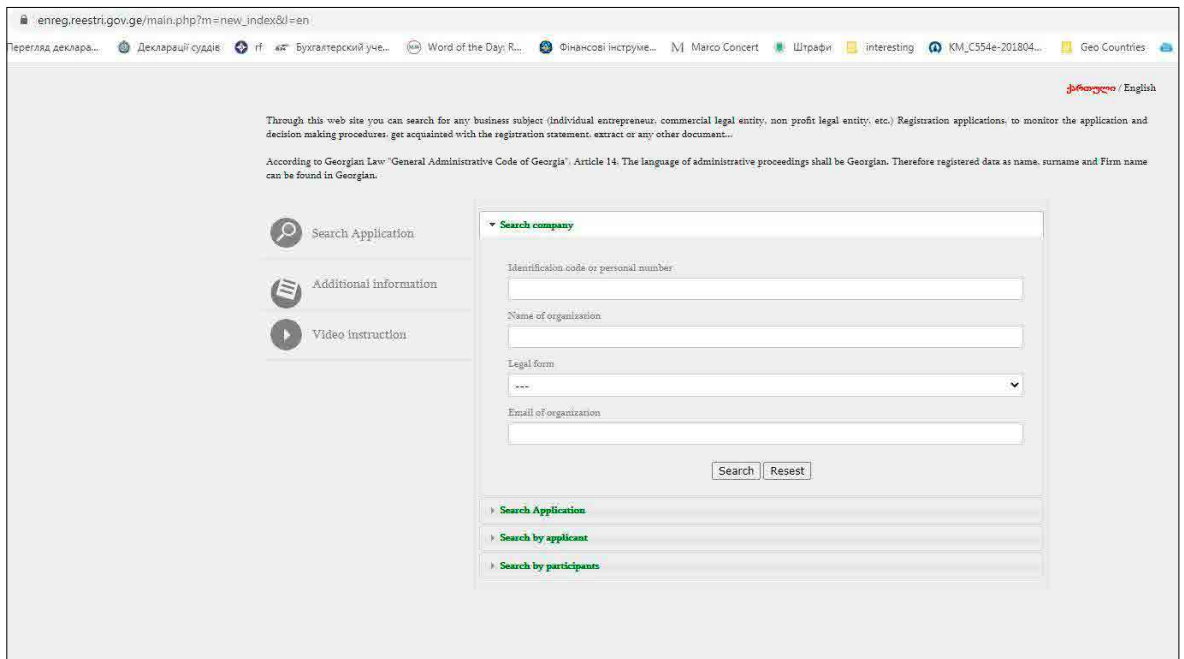 enreg.reestri.gov.ge/main.php?m=new_index&l=en
Перегляд деклара... Декларації суддів rf Бухгалтерский уче... Word of the Day: R... Фінансові інструме... Marco Concert Штрафи interesting KM_C554e-201804... Geo Countries
ქართული / English
Through this web site you can search for any business subject (individual entrepreneur, commercial legal entity, non profit legal entity, etc.) Registration applications, to monitor the application and
decision making procedures, get acquainted with the registration statement, extract or any other document...
According to Georgian Law "General Administrative Code of Georgia", Article 14, The language of administrative proceedings shall be Georgian. Therefore registered data as name, surname and Firm name
can be found in Georgian.
Search Application
Additional information
Video instruction
Search company
Identification code or personal number
Name of organization
Legal form
---
Email of organization
Search Resest
Search Application
Search by applicant
Search by participants